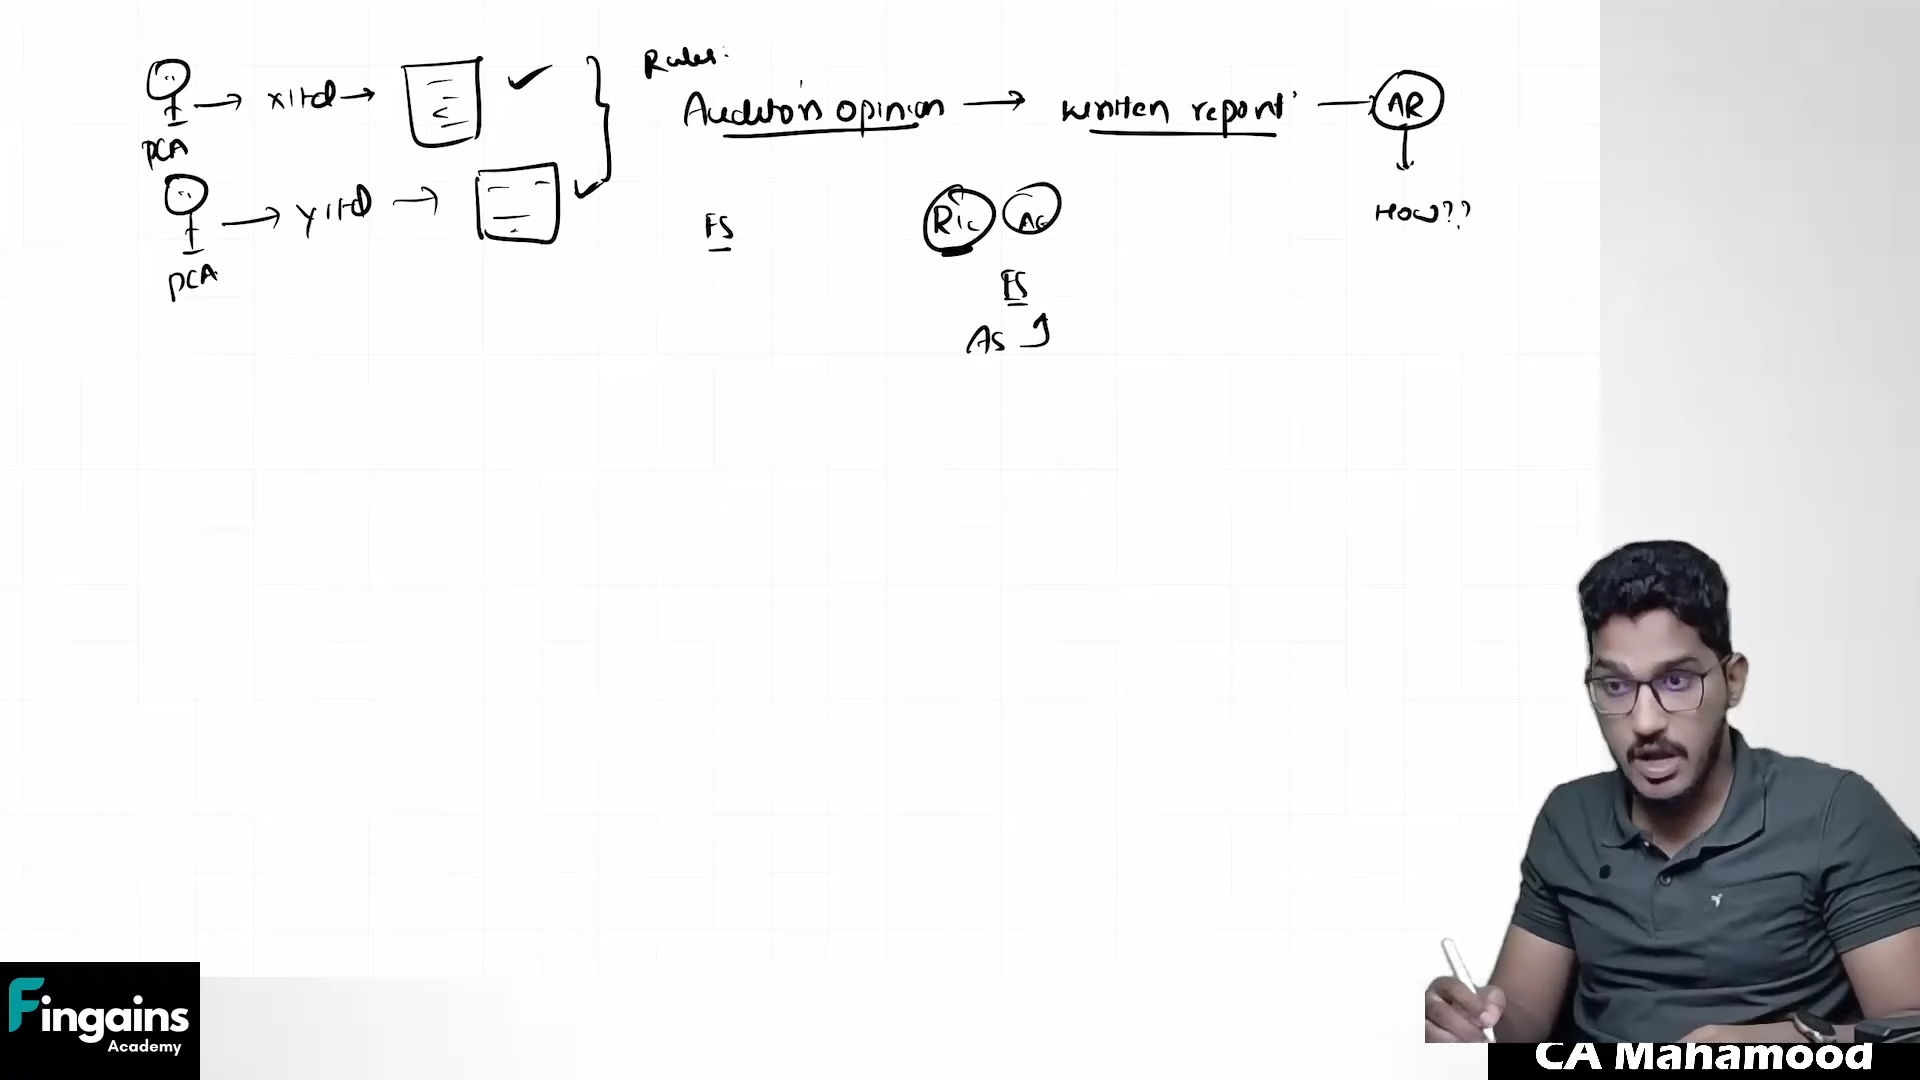 Rules:
x ltd
PCA
Auditor's opinion → written report → AR
How??
y ltd
PCA
FS
FS
AS
Fingains
Academy
CA Mahamood